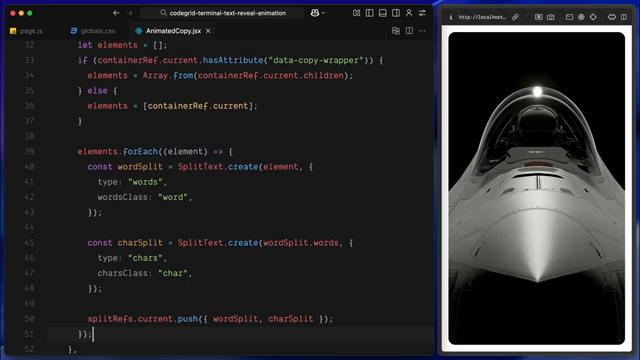 codegrid-terminal-text-reveal-animation
page.js
globals.css
AnimatedCopy.jsx
http://localhost...
32 let elements = [];
33 if (containerRef.current.hasAttribute("data-copy-wrapper")) {
34 elements = Array.from(containerRef.current.children);
35 } else {
36 elements = [containerRef.current];
37 }
38
39 elements.forEach((element) => {
40 const wordSplit = SplitText.create(element, {
41 type: "words",
42 wordsClass: "word",
43 });
44
45 const charSplit = SplitText.create(wordSplit.words, {
46 type: "chars",
47 charsClass: "char",
48 });
49
50 splitRefs.current.push({ wordSplit, charSplit });
51 });
52 },